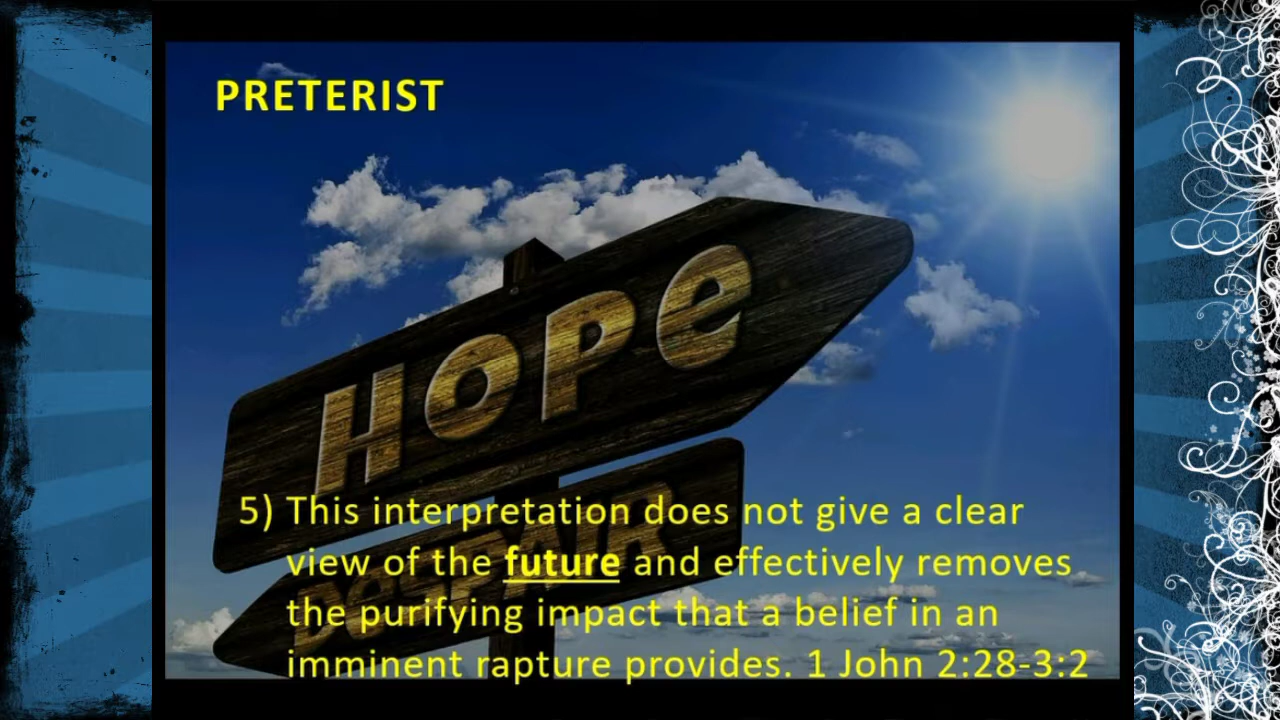 PRETERIST
HOPe
5) This interpretation does not give a clear
view of the future and effectively removes
the purifying impact that a belief in an
imminent rapture provides. 1 John 2:28-3:2
DesPAIR